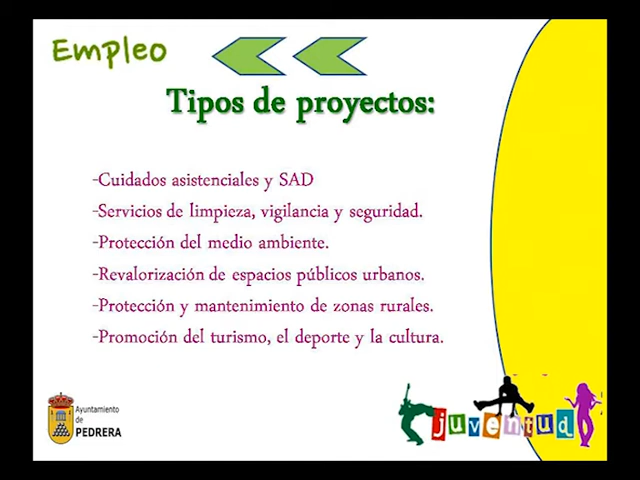 Empleo
Tipos de proyectos:
-Cuidados asistenciales y SAD
-Servicios de limpieza, vigilancia y seguridad.
-Protección del medio ambiente.
-Revalorización de espacios públicos urbanos.
-Protección y mantenimiento de zonas rurales.
-Promoción del turismo, el deporte y la cultura.
Ayuntamiento
de
PEDRERA
juventud